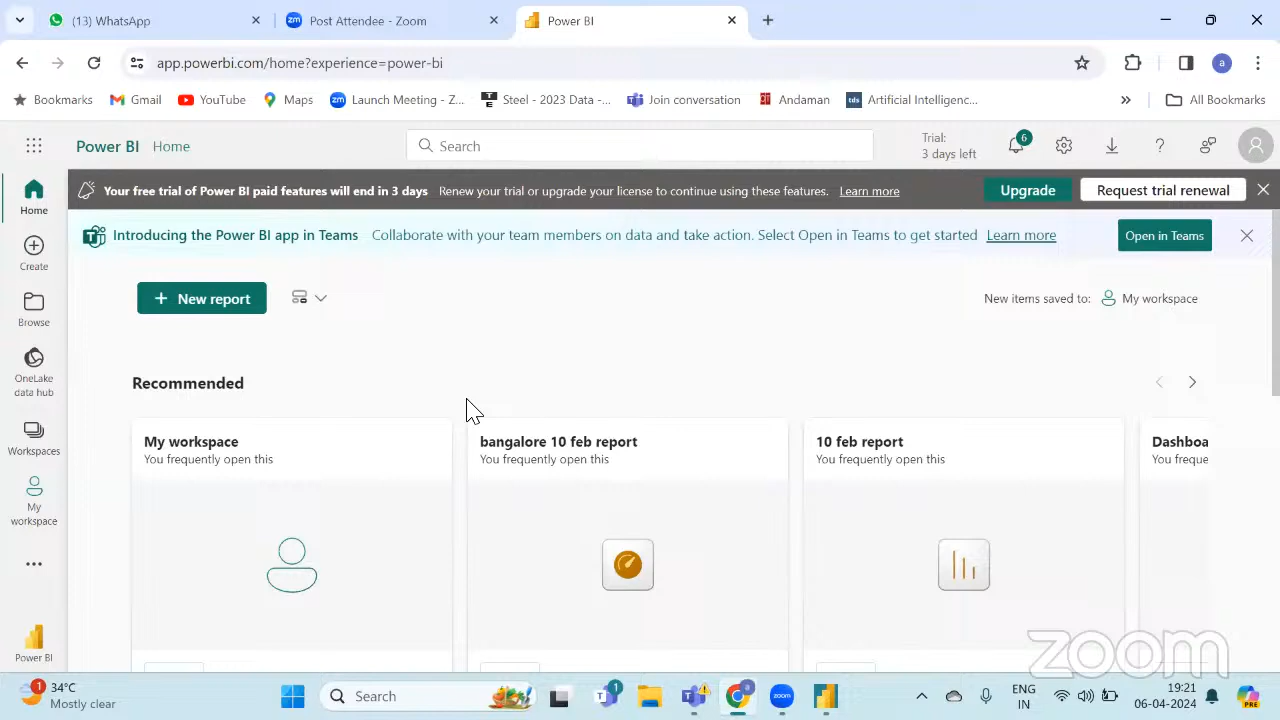 (13) WhatsApp
zm Post Attendee - Zoom
Power BI
app.powerbi.com/home?experience=power-bi
a
Bookmarks
Gmail
YouTube
Maps
zm Launch Meeting - Z...
TE Steel - 2023 Data -...
Join conversation
Andaman
tds Artificial Intelligenc...
All Bookmarks
Power BI Home
Search
Trial:
3 days left
6
Your free trial of Power BI paid features will end in 3 days Renew your trial or upgrade your license to continue using these features. Learn more
Upgrade
Request trial renewal
Introducing the Power BI app in Teams Collaborate with your team members on data and take action. Select Open in Teams to get started Learn more
Open in Teams
Home
Create
Browse
OneLake
data hub
Workspaces
My
workspace
Power BI
+ New report
New items saved to: My workspace
Recommended
My workspace
You frequently open this
bangalore 10 feb report
You frequently open this
10 feb report
You frequently open this
Dashboa
You freque
zoom
1
34°C
Mostly clear
Search
1
a
zoom
ENG
IN
19:21
06-04-2024
PRE